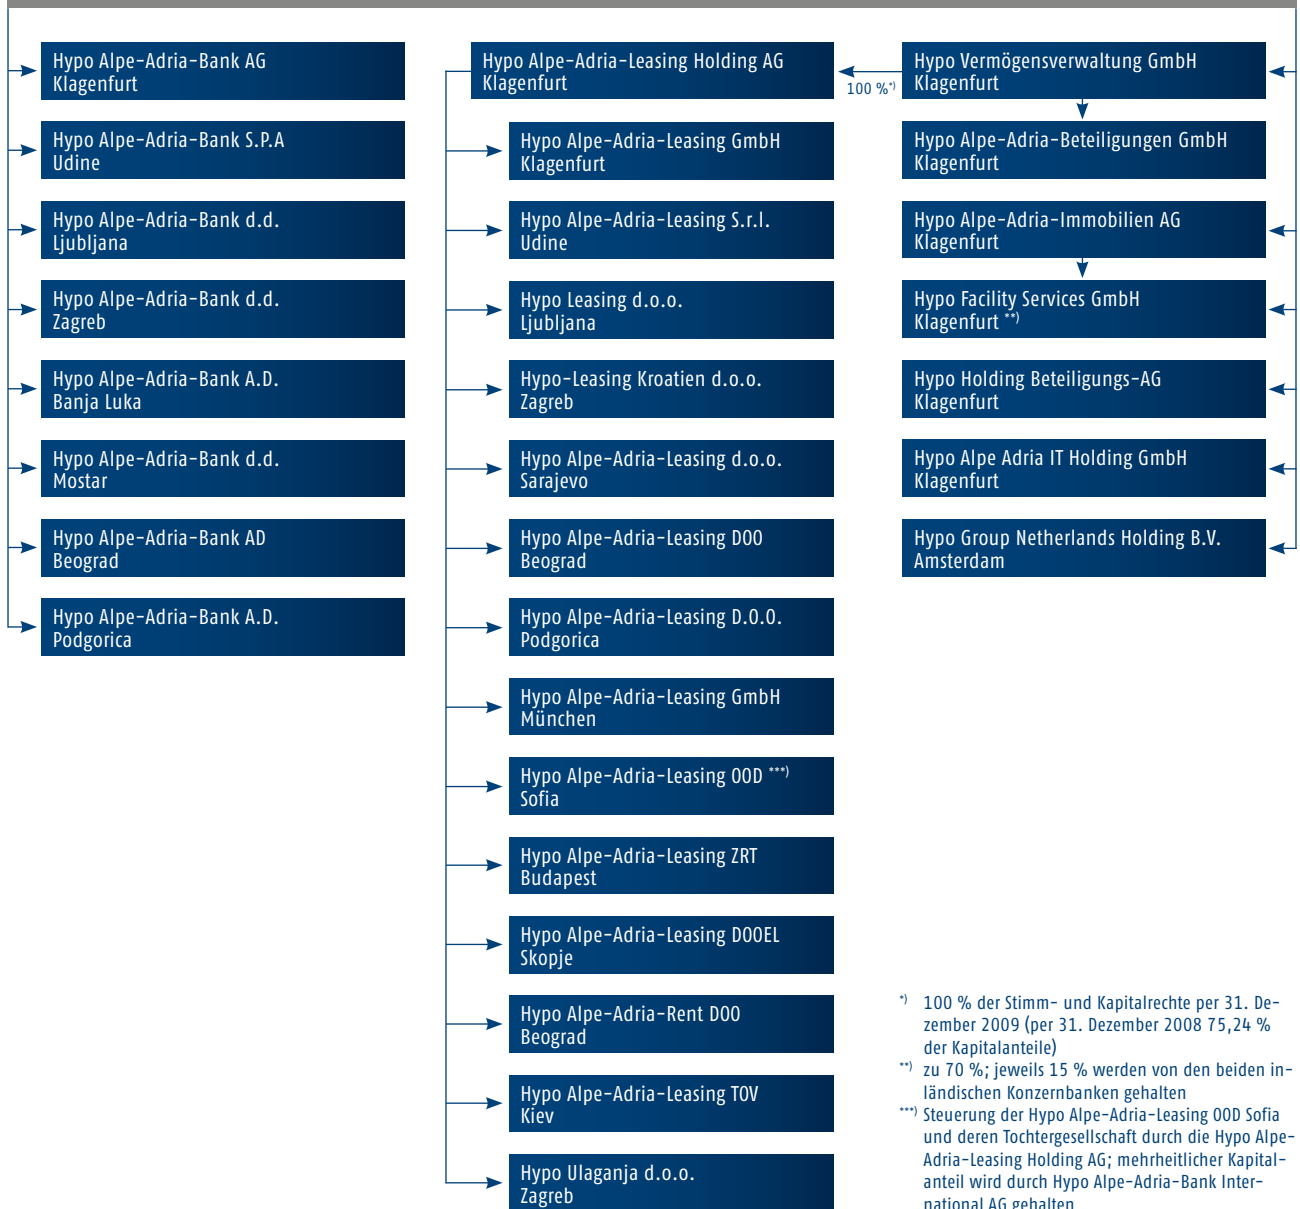 Hypo Alpe-Adria-Bank AG
Klagenfurt
Hypo Alpe-Adria-Bank S.P.A
Udine
Hypo Alpe-Adria-Bank d.d.
Ljubljana
Hypo Alpe-Adria-Bank d.d.
Zagreb
Hypo Alpe-Adria-Bank A.D.
Banja Luka
Hypo Alpe-Adria-Bank d.d.
Mostar
Hypo Alpe-Adria-Bank AD
Beograd
Hypo Alpe-Adria-Bank A.D.
Podgorica
Hypo Alpe-Adria-Leasing Holding AG
Klagenfurt
Hypo Alpe-Adria-Leasing GmbH
Klagenfurt
Hypo Alpe-Adria-Leasing S.r.l.
Udine
Hypo Leasing d.o.o.
Ljubljana
Hypo-Leasing Kroatien d.o.o.
Zagreb
Hypo Alpe-Adria-Leasing d.o.o.
Sarajevo
Hypo Alpe-Adria-Leasing DOO
Beograd
Hypo Alpe-Adria-Leasing D.O.O.
Podgorica
Hypo Alpe-Adria-Leasing GmbH
München
Hypo Alpe-Adria-Leasing OOD ***)
Sofia
Hypo Alpe-Adria-Leasing ZRT
Budapest
Hypo Alpe-Adria-Leasing DOOEL
Skopje
Hypo Alpe-Adria-Rent DOO
Beograd
Hypo Alpe-Adria-Leasing TOV
Kiev
Hypo Ulaganja d.o.o.
Zagreb
100 %*)
Hypo Vermögensverwaltung GmbH
Klagenfurt
Hypo Alpe-Adria-Beteiligungen GmbH
Klagenfurt
Hypo Alpe-Adria-Immobilien AG
Klagenfurt
Hypo Facility Services GmbH
Klagenfurt **)
Hypo Holding Beteiligungs-AG
Klagenfurt
Hypo Alpe Adria IT Holding GmbH
Klagenfurt
Hypo Group Netherlands Holding B.V.
Amsterdam
*) 100 % der Stimm- und Kapitalrechte per 31. De-
zember 2009 (per 31. Dezember 2008 75,24 %
der Kapitalanteile)
**) zu 70 %; jeweils 15 % werden von den beiden in-
ländischen Konzernbanken gehalten
***) Steuerung der Hypo Alpe-Adria-Leasing OOD Sofia
und deren Tochtergesellschaft durch die Hypo Alpe-
Adria-Leasing Holding AG; mehrheitlicher Kapital-
anteil wird durch Hypo Alpe-Adria-Bank Inter-
national AG gehalten